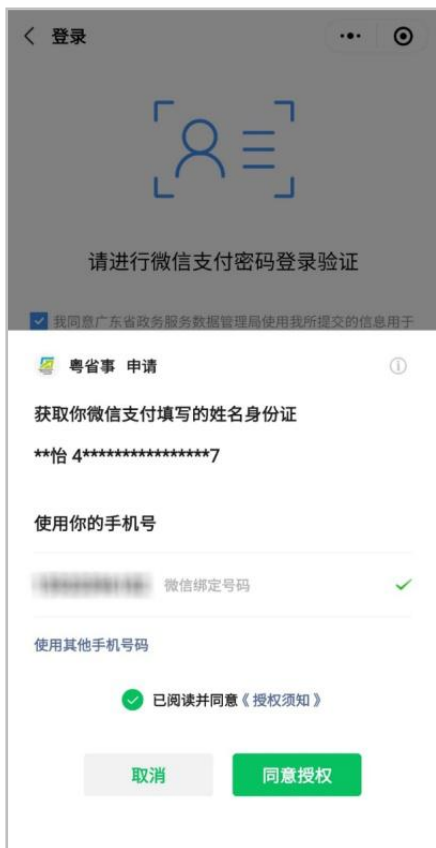 登录
请进行微信支付密码登录验证
我同意广东省政务服务数据管理局使用我所提交的信息用于
粤省事 申请
获取你微信支付填写的姓名身份证
**怡 4****************7
使用你的手机号
微信绑定号码
使用其他手机号码
已阅读并同意《授权须知》
取消 同意授权